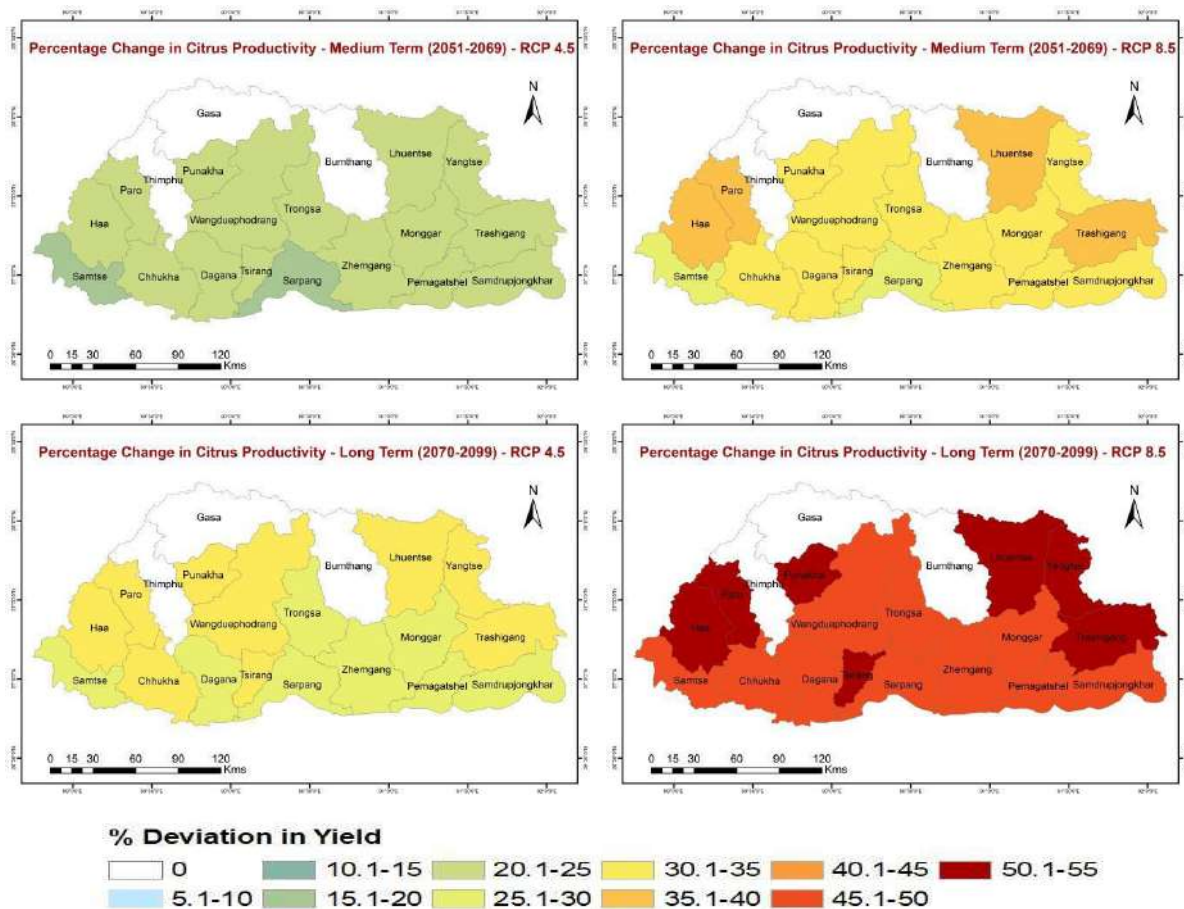 Percentage Change in Citrus Productivity - Medium Term (2051-2069) - RCP 4.5
N
Gasa
Bumthang
Lhuentse
Yangtse
Punakha
Thimphu
Paro
Haa
Wangduephodrang
Trongsa
Monggar
Trashigang
Samtse
Chhukha
Dagana
Tsirang
Sarpang
Zhemgang
Pemagatshel
Samdrupjongkhar
0 15 30 60 90 120
Kms
Percentage Change in Citrus Productivity - Medium Term (2051-2069) - RCP 8.5
N
Gasa
Bumthang
Lhuentse
Yangtse
Punakha
Thimphu
Paro
Haa
Wangduephodrang
Trongsa
Monggar
Trashigang
Samtse
Chhukha
Dagana
Tsirang
Sarpang
Zhemgang
Pemagatshel
Samdrupjongkhar
0 15 30 60 90 120
Kms
Percentage Change in Citrus Productivity - Long Term (2070-2099) - RCP 4.5
N
Gasa
Bumthang
Lhuentse
Yangtse
Punakha
Thimphu
Paro
Haa
Wangduephodrang
Trongsa
Monggar
Trashigang
Samtse
Chhukha
Dagana
Tsirang
Sarpang
Zhemgang
Pemagatshel
Samdrupjongkhar
0 15 30 60 90 120
Kms
Percentage Change in Citrus Productivity - Long Term (2070-2099) - RCP 8.5
N
Gasa
Bumthang
Lhuentse
Yangtse
Punakha
Thimphu
Paro
Haa
Wangduephodrang
Trongsa
Monggar
Trashigang
Samtse
Chhukha
Dagana
Tsirang
Sarpang
Zhemgang
Pemagatshel
Samdrupjongkhar
0 15 30 60 90 120
Kms
% Deviation in Yield
0 10.1-15 20.1-25 30.1-35 40.1-45 50.1-55
5.1-10 15.1-20 25.1-30 35.1-40 45.1-50